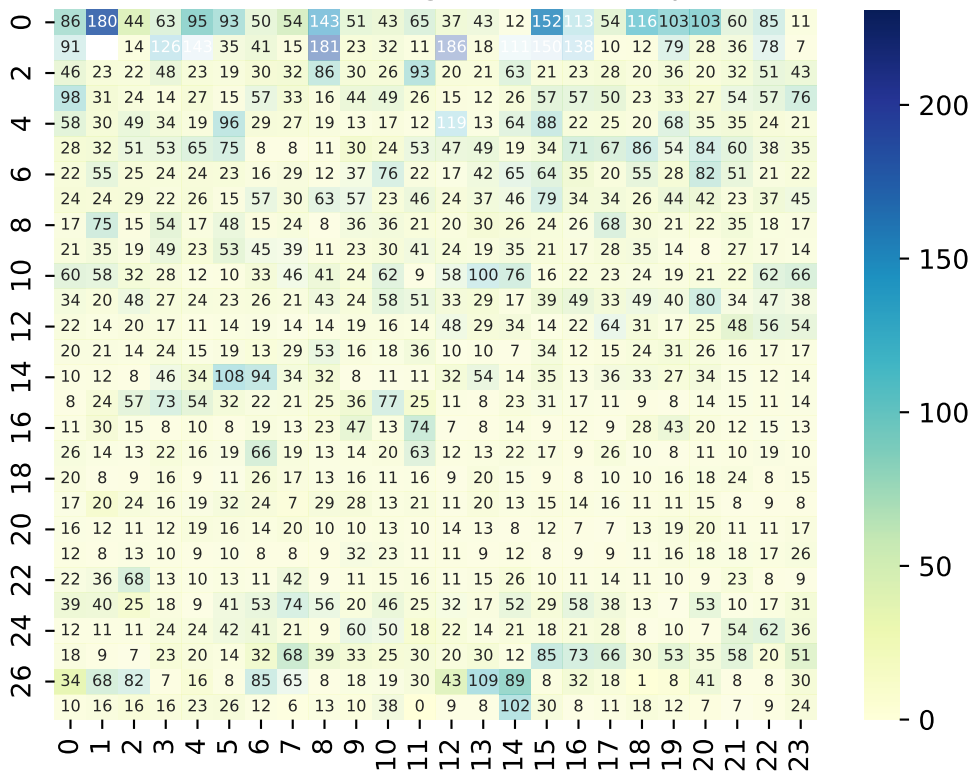 0 86 180 44 63 95 93 50 54 143 51 43 65 37 43 12 152 113 54 116 103 103 60 85 11
91 14 126 143 35 41 15 181 23 32 11 186 18 111 150 138 10 12 79 28 36 78 7
2 46 23 22 48 23 19 30 32 86 30 26 93 20 21 63 21 23 28 20 36 20 32 51 43
98 31 24 14 27 15 57 33 16 44 49 26 15 12 26 57 57 50 23 33 27 54 57 76
4 58 30 49 34 19 96 29 27 19 13 17 12 119 13 64 88 22 25 20 68 35 35 24 21
28 32 51 53 65 75 8 8 11 30 24 53 47 49 19 34 71 67 86 54 84 60 38 35
6 22 55 25 24 24 23 16 29 12 37 76 22 17 42 65 64 35 20 55 28 82 51 21 22
24 24 29 22 26 15 57 30 63 57 23 46 24 37 46 79 34 34 26 44 42 23 37 45
8 17 75 15 54 17 48 15 24 8 36 36 21 20 30 26 24 26 68 30 21 22 35 18 17
21 35 19 49 23 53 45 39 11 23 30 41 24 19 35 21 17 28 35 14 8 27 17 14
10 60 58 32 28 12 10 33 46 41 24 62 9 58 100 76 16 22 23 24 19 21 22 62 66
34 20 48 27 24 23 26 21 43 24 58 51 33 29 17 39 49 33 49 40 80 34 47 38
12 22 14 20 17 11 14 19 14 14 19 16 14 48 29 34 14 22 64 31 17 25 48 56 54
20 21 14 24 15 19 13 29 53 16 18 36 10 10 7 34 12 15 24 31 26 16 17 17
14 10 12 8 46 34 108 94 34 32 8 11 11 32 54 14 35 13 36 33 27 34 15 12 14
8 24 57 73 54 32 22 21 25 36 77 25 11 8 23 31 17 11 9 8 14 15 11 14
16 11 30 15 8 10 8 19 13 23 47 13 74 7 8 14 9 12 9 28 43 20 12 15 13
26 14 13 22 16 19 66 19 13 14 20 63 12 13 22 17 9 26 10 8 11 10 19 10
18 20 8 9 16 9 11 26 17 13 16 11 16 9 20 15 9 8 10 10 16 18 24 8 15
17 20 24 16 19 32 24 7 29 28 13 21 11 20 13 15 14 16 11 11 15 8 9 8
20 16 12 11 12 19 16 14 20 10 10 13 10 14 13 8 12 7 7 13 19 20 11 11 17
12 8 13 10 9 10 8 8 9 32 23 11 11 9 12 8 9 9 11 16 18 18 17 26
22 22 36 68 13 10 13 11 42 9 11 15 16 11 15 26 10 11 14 11 10 9 23 8 9
39 40 25 18 9 41 53 74 56 20 46 25 32 17 52 29 58 38 13 7 53 10 17 31
24 12 11 11 24 24 42 41 21 9 60 50 18 22 14 21 18 21 28 8 10 7 54 62 36
18 9 7 23 20 14 32 68 39 33 25 30 20 30 12 85 73 66 30 53 35 58 20 51
26 34 68 82 7 16 8 85 65 8 18 19 30 43 109 89 8 32 18 1 8 41 8 8 30
10 16 16 16 23 26 12 6 13 10 38 0 9 8 102 30 8 11 18 12 7 7 9 24
0 1 2 3 4 5 6 7 8 9 10 11 12 13 14 15 16 17 18 19 20 21 22 23
200
150
100
50
0